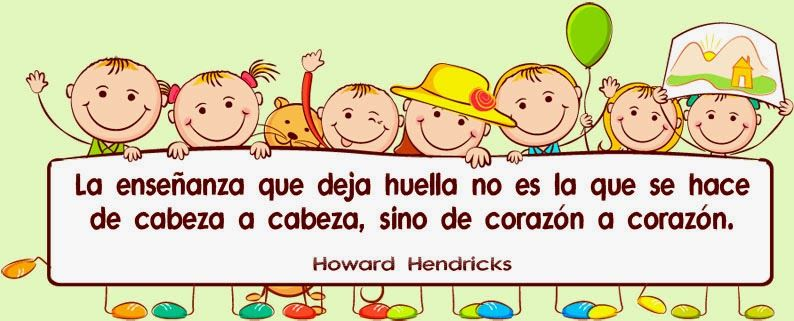 La enseñanza que deja huella no es la que se hace
de cabeza a cabeza, sino de corazón a corazón.
Howard Hendricks